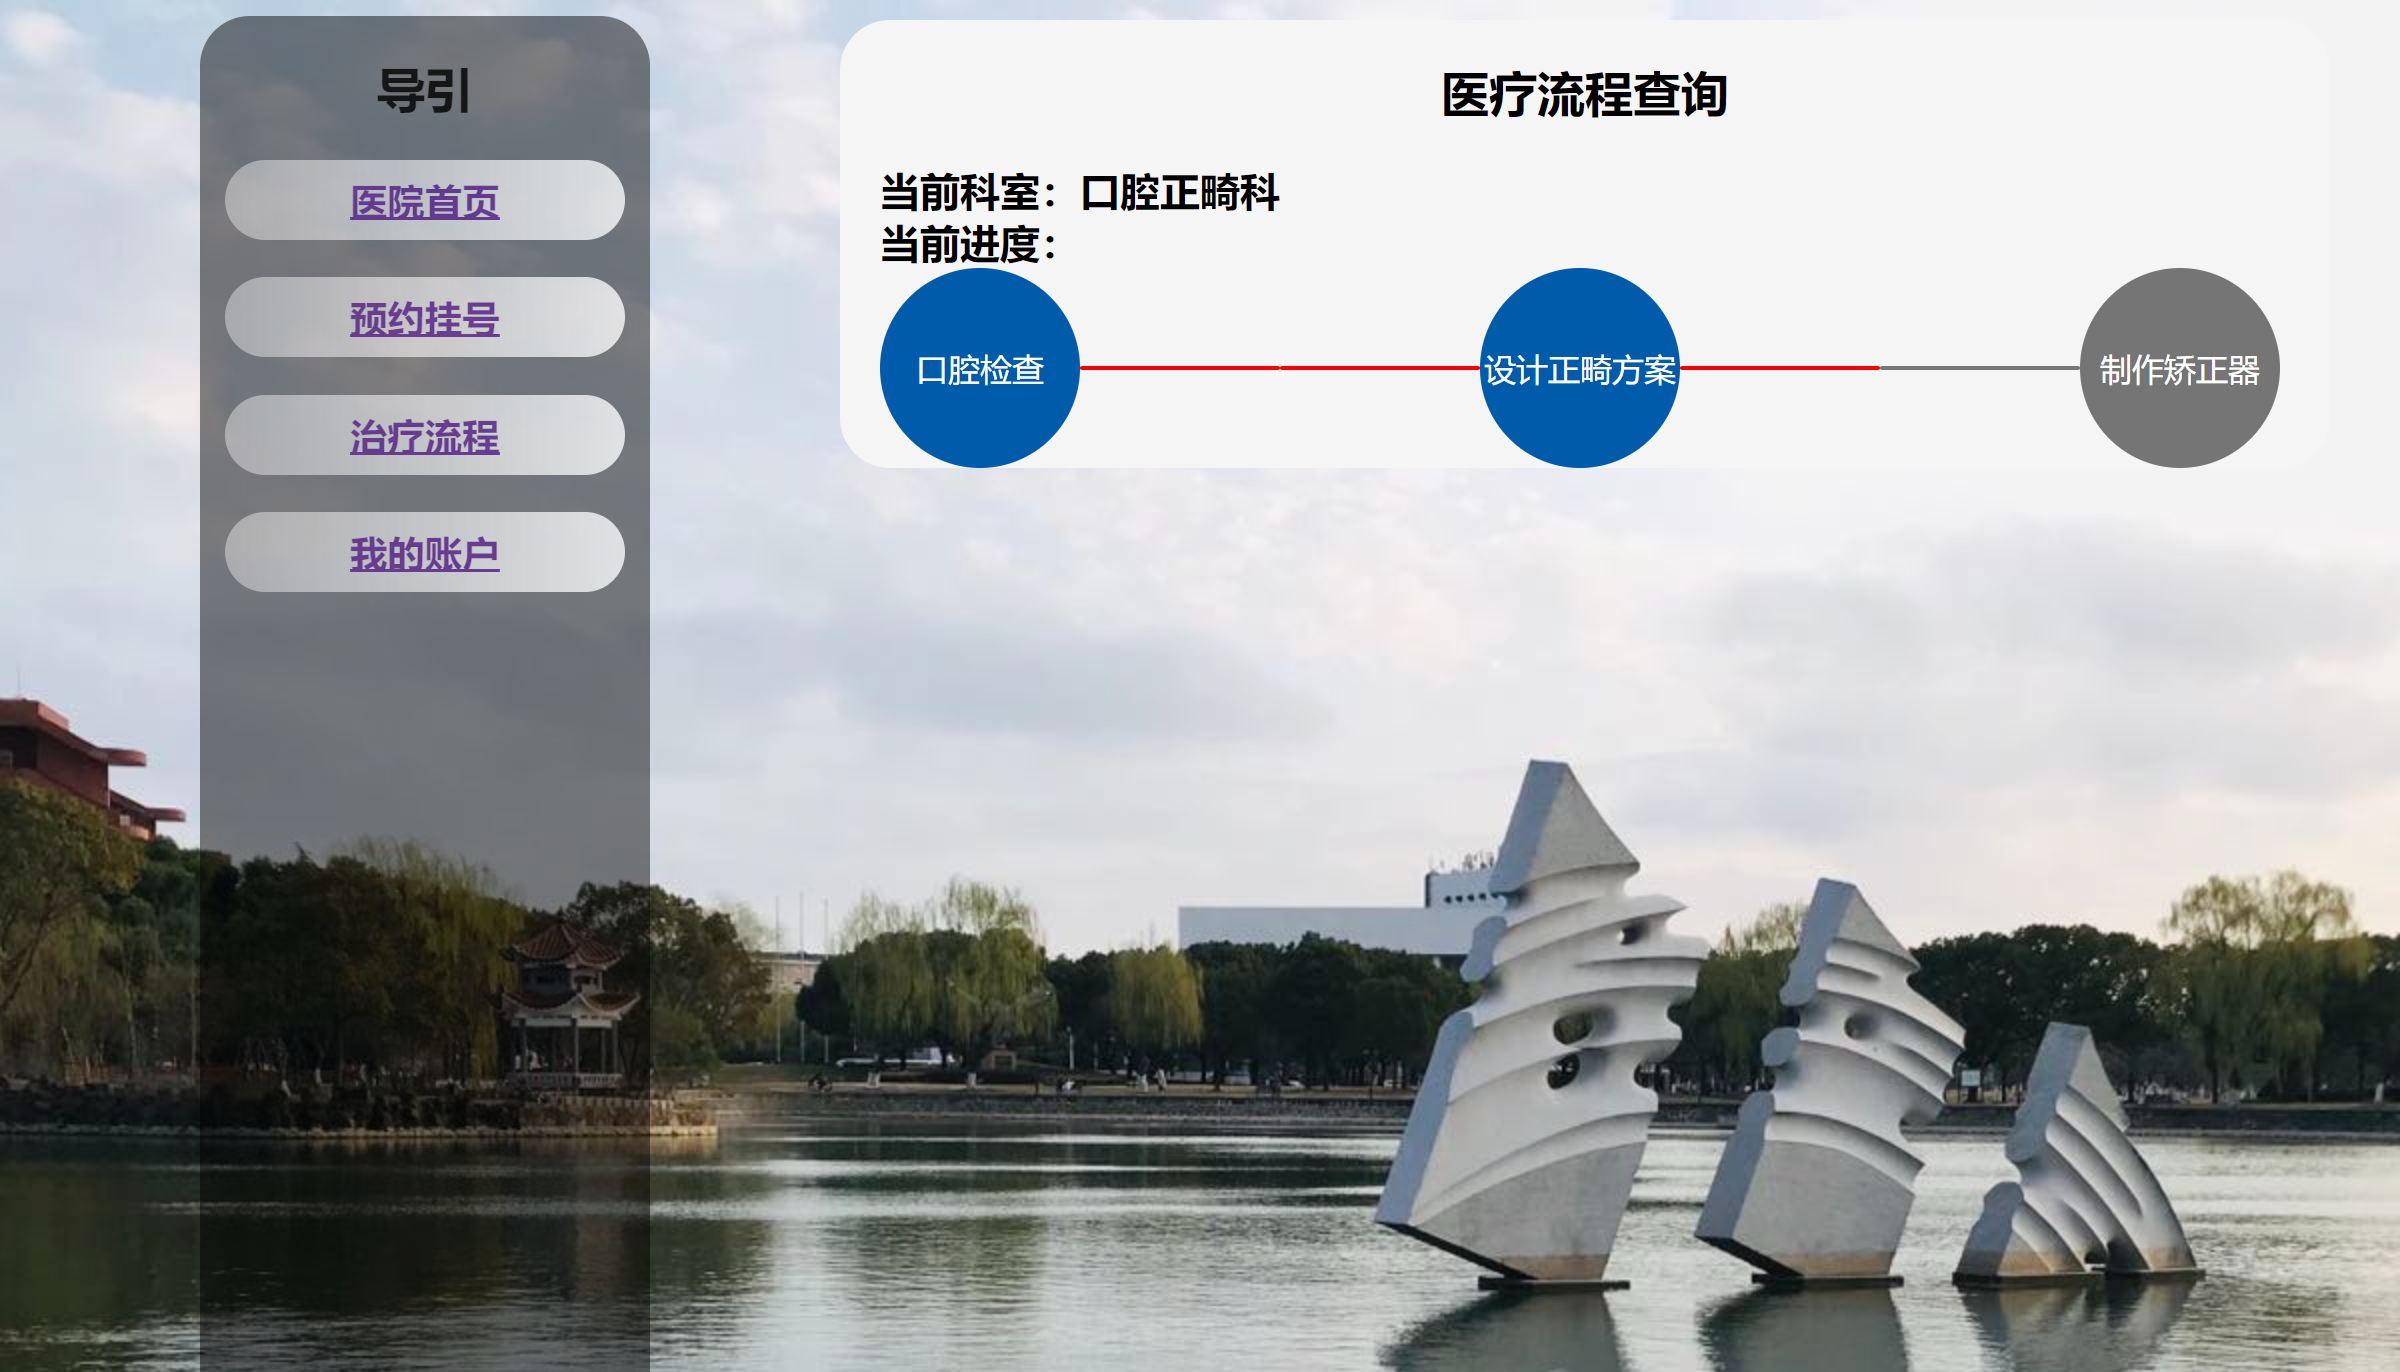 导引
医院首页
预约挂号
治疗流程
我的账户
医疗流程查询
当前科室：口腔正畸科
当前进度：
口腔检查
设计正畸方案
制作矫正器